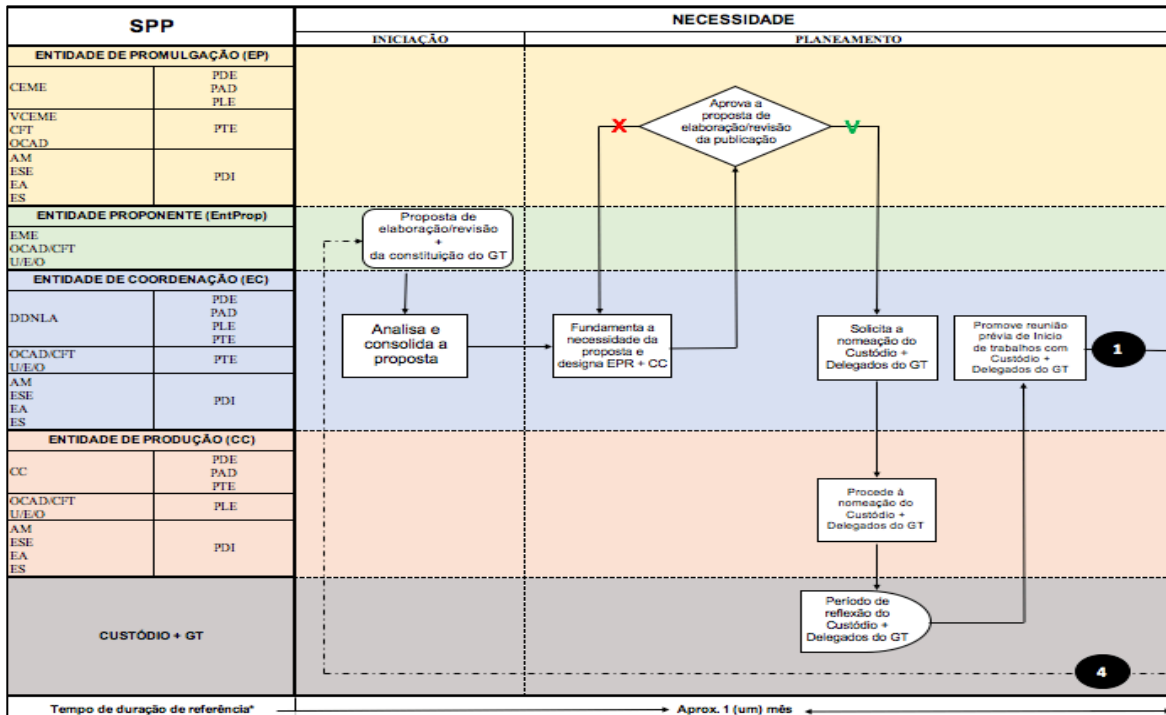 SPP
NECESSIDADE
INICIAÇÃO
PLANEAMENTO
ENTIDADE DE PROMULGAÇÃO (EP)
CEME
PDE
PAD
PLE
VCEME
CFT
OCAD
PTE
AM
ESE
EA
ES
PDI
Aprova a
proposta de
elaboração/revisão
da publicação
X
V
ENTIDADE PROPONENTE (EntProp)
EME
OCAD/CFT
U/E/O
Proposta de
elaboração/revisão
+
da constituição do GT
ENTIDADE DE COORDENAÇÃO (EC)
DDNLA
PDE
PAD
PLE
PTE
OCAD/CFT
U/E/O
PTE
AM
ESE
EA
ES
PDI
Analisa e
consolida a
proposta
Fundamenta a
necessidade da
proposta e
designa EPR + CC
Solicita a
nomeação do
Custódio +
Delegados do GT
Promove reunião
prévia de Inicio
de trabalhos com
Custódio +
Delegados do GT
1
ENTIDADE DE PRODUÇÃO (CC)
CC
PDE
PAD
PTE
OCAD/CFT
U/E/O
PLE
AM
ESE
EA
ES
PDI
Procede à
nomeação do
Custódio +
Delegados do GT
CUSTÓDIO + GT
Período de
reflexão do
Custódio +
Delegados do GT
4
Tempo de duração de referência*
Aprox. 1 (um) mês